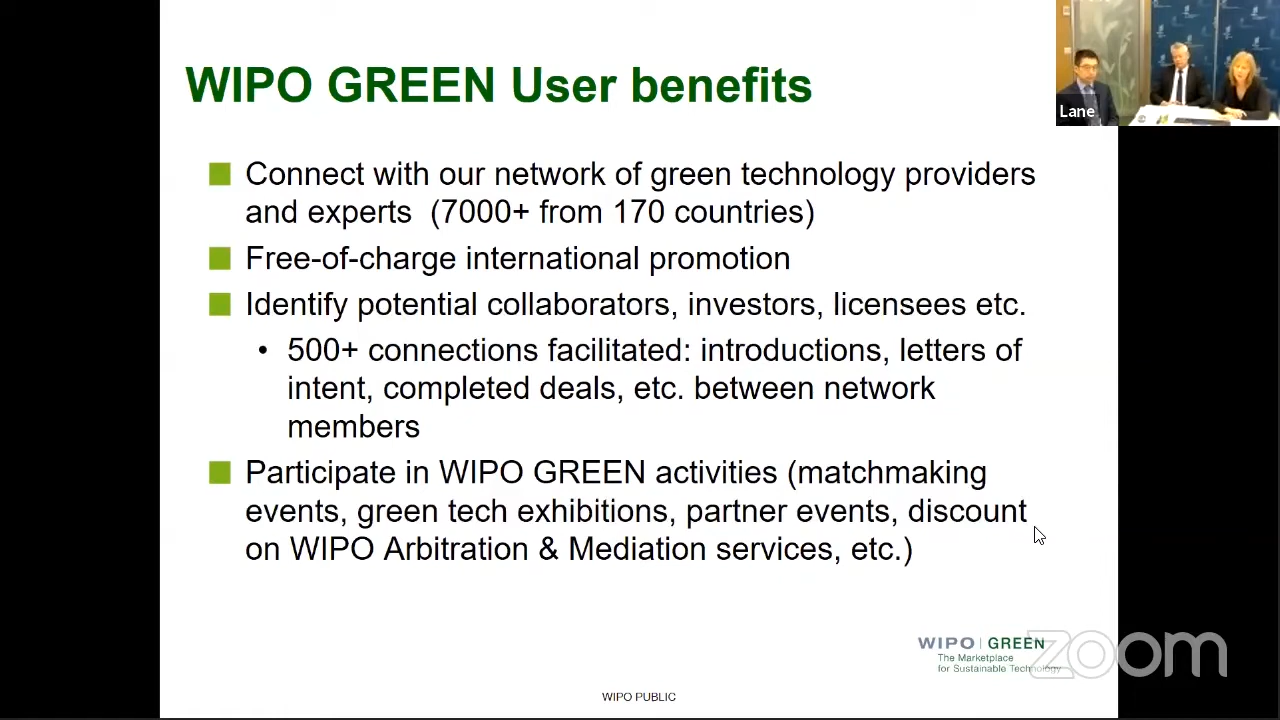 WIPO GREEN User benefits
Lane
Connect with our network of green technology providers
and experts (7000+ from 170 countries)
Free-of-charge international promotion
Identify potential collaborators, investors, licensees etc.
• 500+ connections facilitated: introductions, letters of
intent, completed deals, etc. between network
members
Participate in WIPO GREEN activities (matchmaking
events, green tech exhibitions, partner events, discount
on WIPO Arbitration & Mediation services, etc.)
WIPO | GREEN
The Marketplace
for Sustainable Technology
zoom
WIPO PUBLIC